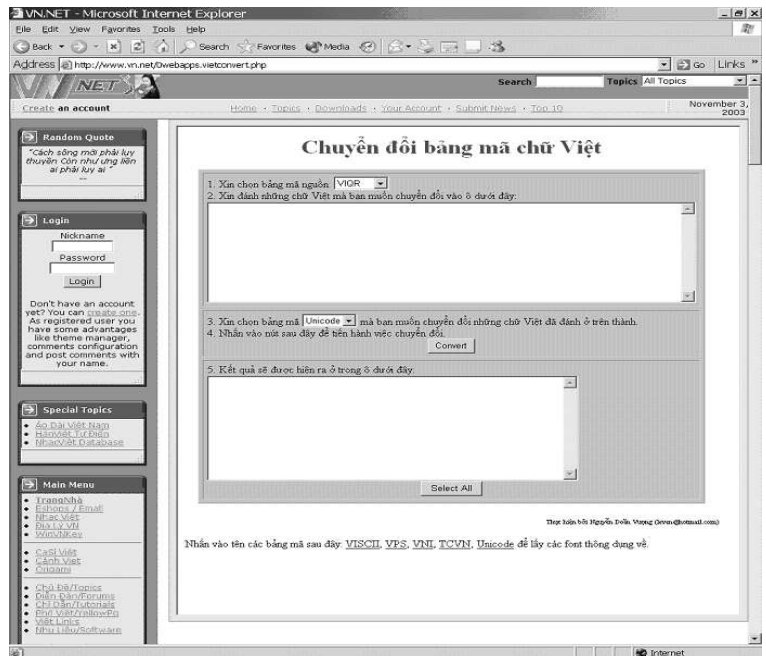 VN.NET - Microsoft Internet Explorer
File Edit View Favorites Tools Help
Back Search Favorites Media
Address http://www.vn.net/0webapps.vietconvert.php Go Links »
NET Search Topics All Topics
Create an account Home · Topics · Downloads · Your Account · Submit News · Top 10 November 3, 2003
Random Quote
"Cách sông mới phải lụy
thuyền Còn như ưng liền
ai phải lụy ai "
--
Login
Nickname
Password
Login
Don't have an account
yet? You can create one.
As registered user you
have some advantages
like theme manager,
comments configuration
and post comments with
your name.
Special Topics
Áo Dài Việt Nam
HánViệt Tự Điển
NhạcViệt Database
Main Menu
TrangNhà
Eshops / Email
Nhạc Việt
Địa Lý VN
WinVNKey
CaSĩ Việt
Cảnh Việt
Origami
Chủ Đề/Topics
Diễn Đàn/Forums
Chỉ Dẫn/Tutorials
Phố Việt/YellowPg
Việt Links
Nhu Liệu/Software
Chuyển đổi bảng mã chữ Việt
1. Xin chọn bảng mã nguồn: VIQR
2. Xin đánh những chữ Việt mà bạn muốn chuyển đổi vào ô dưới đây:
3. Xin chọn bảng mã Unicode mà bạn muốn chuyển đổi những chữ Việt đã đánh ở trên thành.
4. Nhấn vào nút sau đây để tiến hành việc chuyển đổi.
Convert
5. Kết quả sẽ được hiện ra ở trong ô dưới đây:
Select All
Thực hiện bởi Nguyễn Doãn Vượng
Nhấn vào tên các bảng mã sau đây: VISCII, VPS, VNI, TCVN, Unicode để lấy các font thông dụng về.
Internet